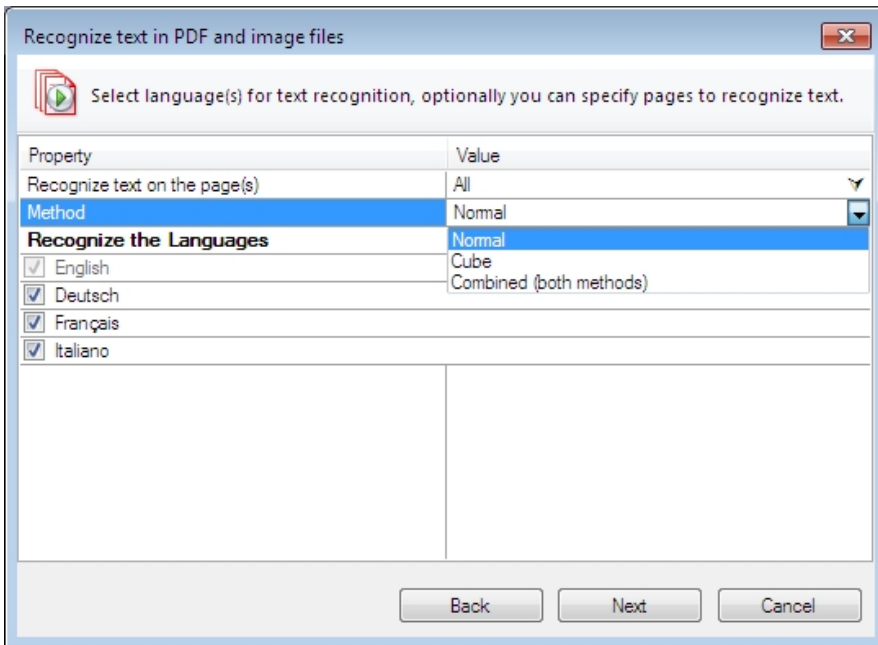 Recognize text in PDF and image files
Select language(s) for text recognition, optionally you can specify pages to recognize text.
Property Value
Recognize text on the page(s) All
Method Normal
Recognize the Languages Normal
English Cube
Combined (both methods)
Deutsch
Français
Italiano
Back Next Cancel